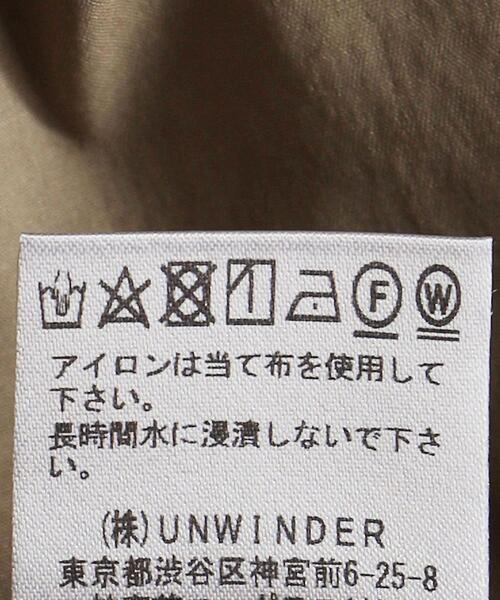 F W
アイロンは当て布を使用して
下さい。
長時間水に浸漬しないで下さ
い。
(株)UNWINDER
東京都渋谷区神宮前6-25-8